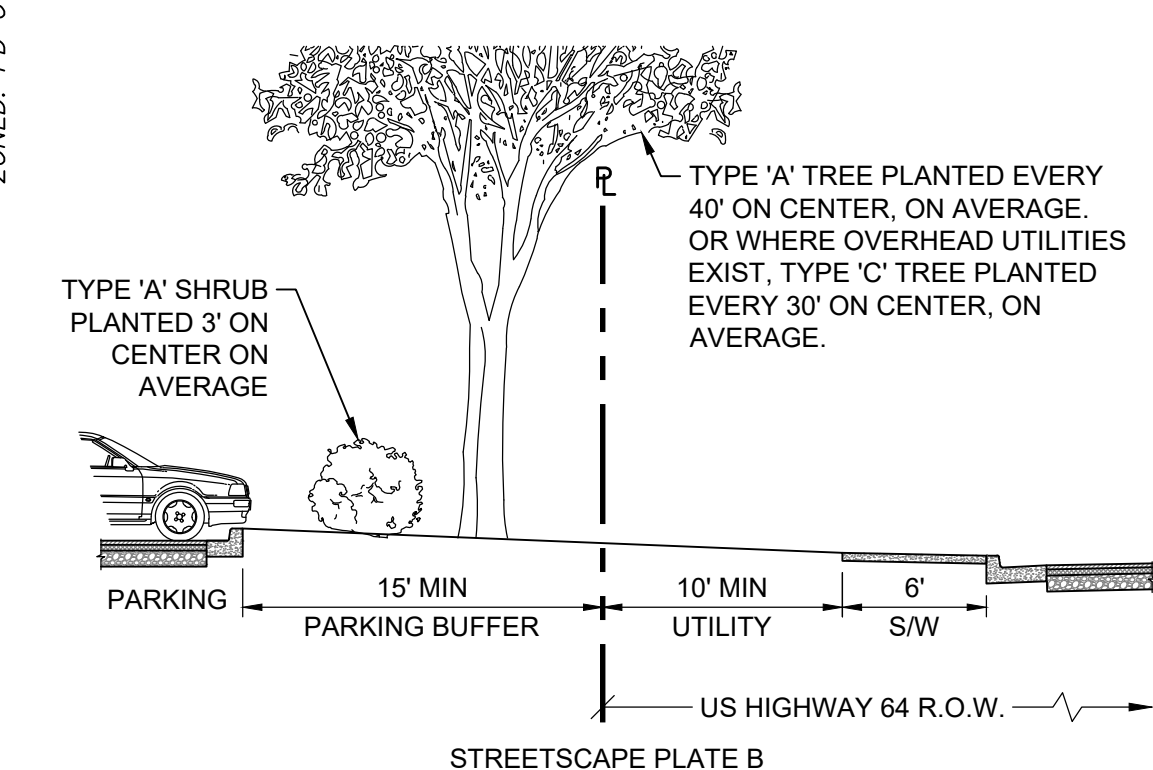 PL
TYPE 'A' TREE PLANTED EVERY
40' ON CENTER, ON AVERAGE.
OR WHERE OVERHEAD UTILITIES
EXIST, TYPE 'C' TREE PLANTED
EVERY 30' ON CENTER, ON
AVERAGE.
TYPE 'A' SHRUB
PLANTED 3' ON
CENTER ON
AVERAGE
PARKING
15' MIN
PARKING BUFFER
10' MIN
UTILITY
6'
S/W
US HIGHWAY 64 R.O.W.
STREETSCAPE PLATE B